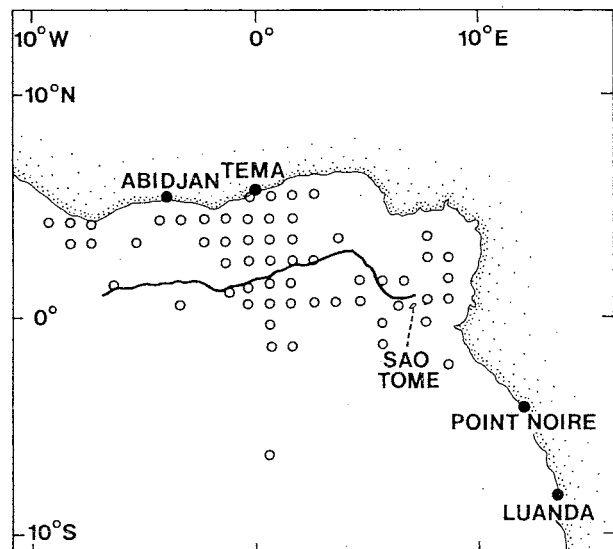 10°W 0° 10°E
10°N
TEMA
ABIDJAN
0°
SAO
TOME
POINT NOIRE
LUANDA
10°S